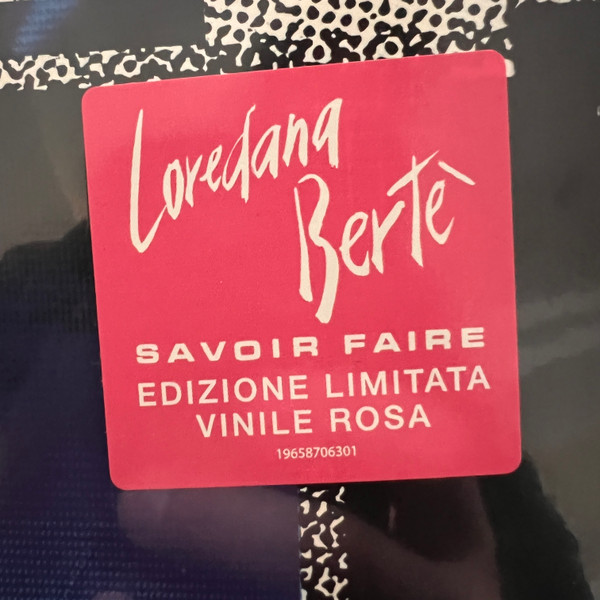 Loredana
Bertè
SAVOIR FAIRE
EDIZIONE LIMITATA
VINILE ROSA
19658706301